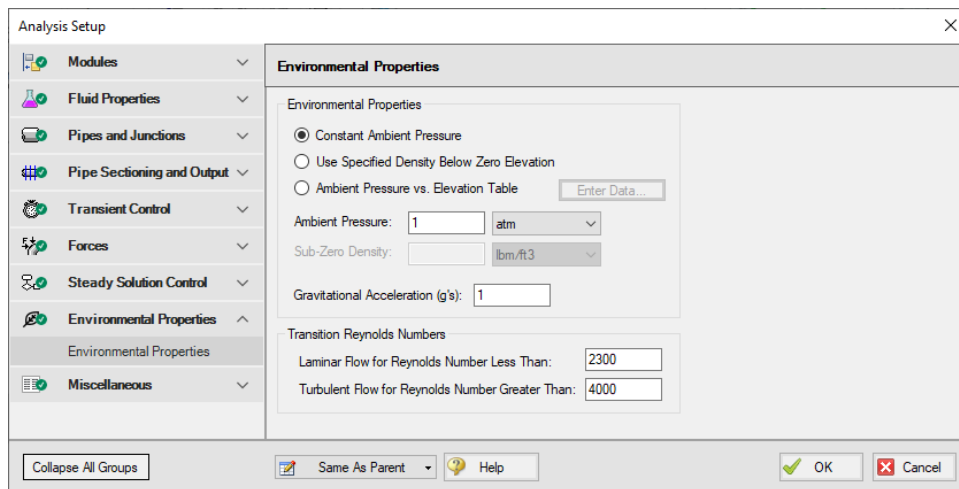 Analysis Setup
Modules
Fluid Properties
Pipes and Junctions
Pipe Sectioning and Output
Transient Control
Forces
Steady Solution Control
Environmental Properties
Environmental Properties
Miscellaneous
Environmental Properties
Environmental Properties
Constant Ambient Pressure
Use Specified Density Below Zero Elevation
Ambient Pressure vs. Elevation Table Enter Data...
Ambient Pressure: 1 atm
Sub-Zero Density: lbm/ft3
Gravitational Acceleration (g's): 1
Transition Reynolds Numbers
Laminar Flow for Reynolds Number Less Than: 2300
Turbulent Flow for Reynolds Number Greater Than: 4000
Collapse All Groups Same As Parent Help OK Cancel